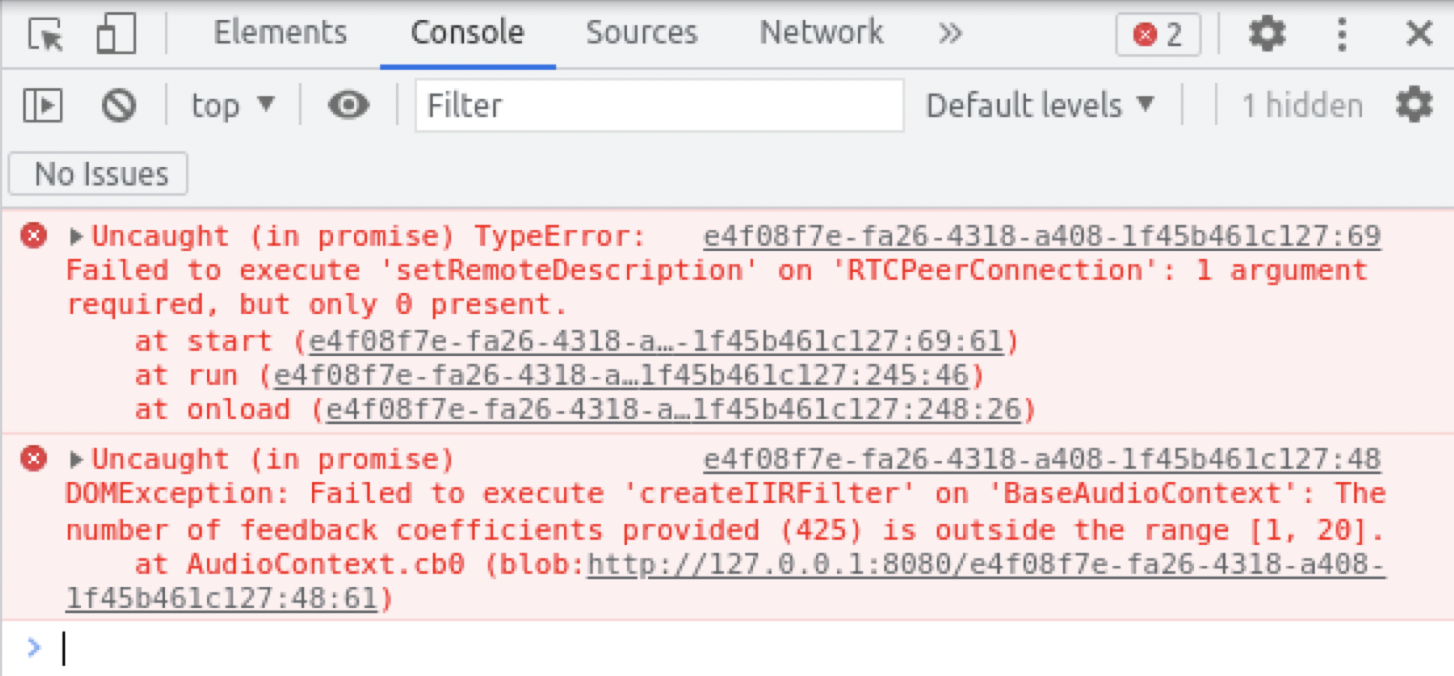 Elements Console Sources Network » 2
top ▼ Filter Default levels ▼ 1 hidden
No Issues
▶Uncaught (in promise) TypeError: e4f08f7e-fa26-4318-a408-1f45b461c127:69
Failed to execute 'setRemoteDescription' on 'RTCPeerConnection': 1 argument
required, but only 0 present.
at start (e4f08f7e-fa26-4318-a…-1f45b461c127:69:61)
at run (e4f08f7e-fa26-4318-a…1f45b461c127:245:46)
at onload (e4f08f7e-fa26-4318-a…1f45b461c127:248:26)
▶Uncaught (in promise) e4f08f7e-fa26-4318-a408-1f45b461c127:48
DOMException: Failed to execute 'createIIRFilter' on 'BaseAudioContext': The
number of feedback coefficients provided (425) is outside the range [1, 20].
at AudioContext.cb0 (blob:http://127.0.0.1:8080/e4f08f7e-fa26-4318-a408-
1f45b461c127:48:61)
>